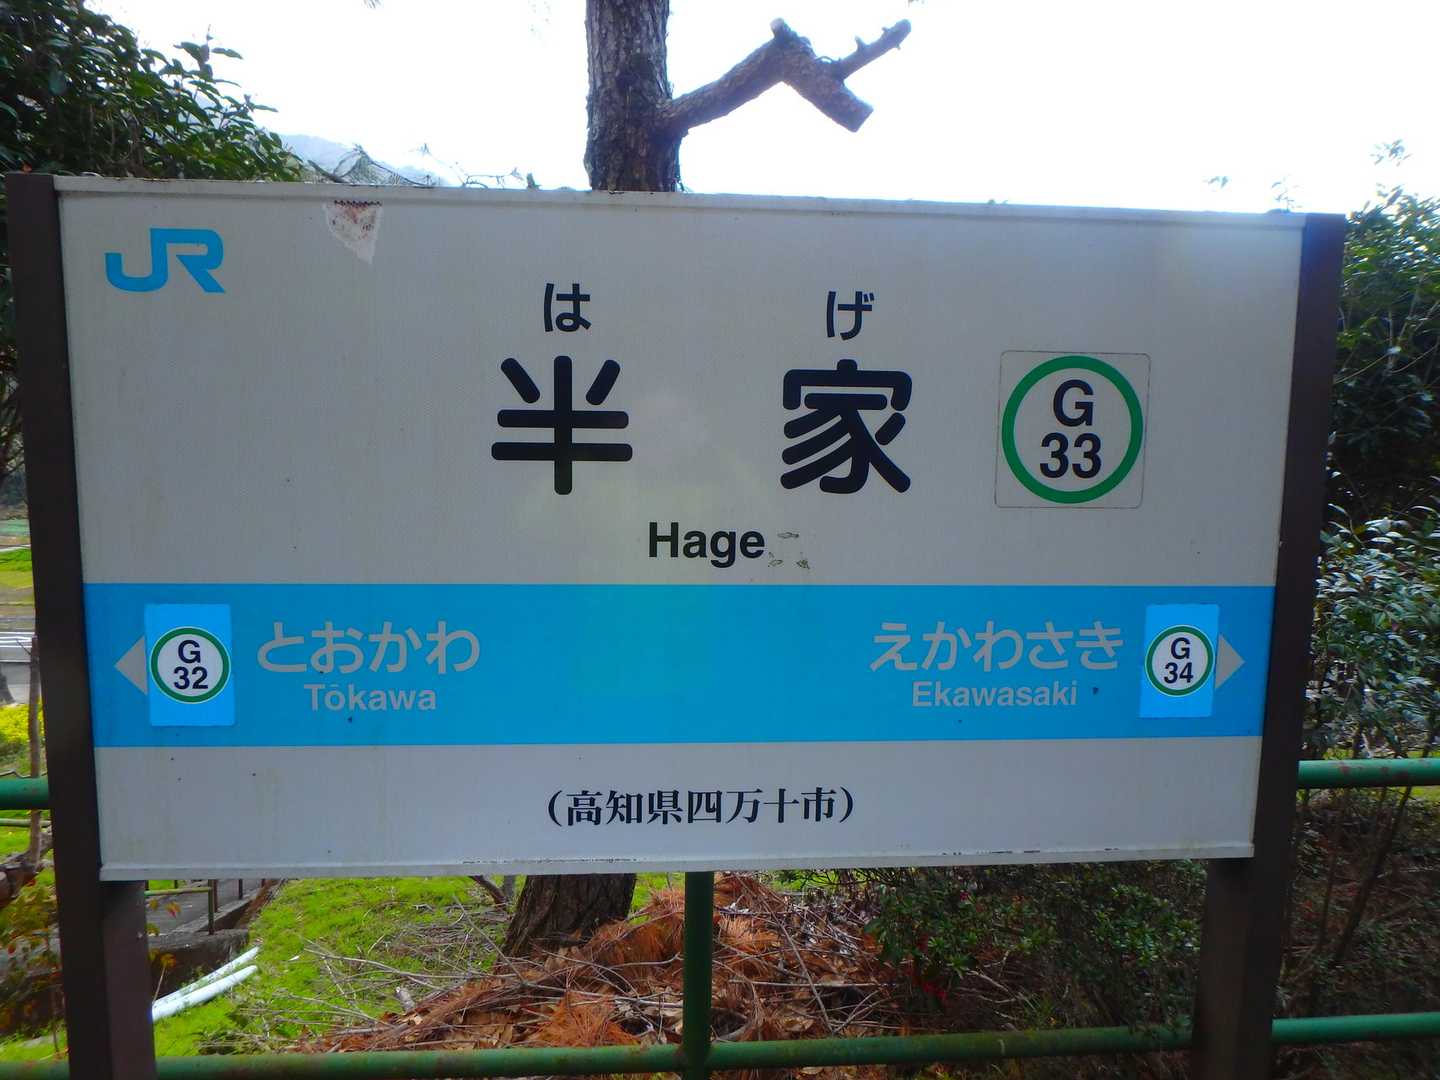 JR
は げ
半 家
G
33
Hage
G
32
とおかわ
Tōkawa
えかわさき
Ekawasaki
G
34
(高知県四万十市)